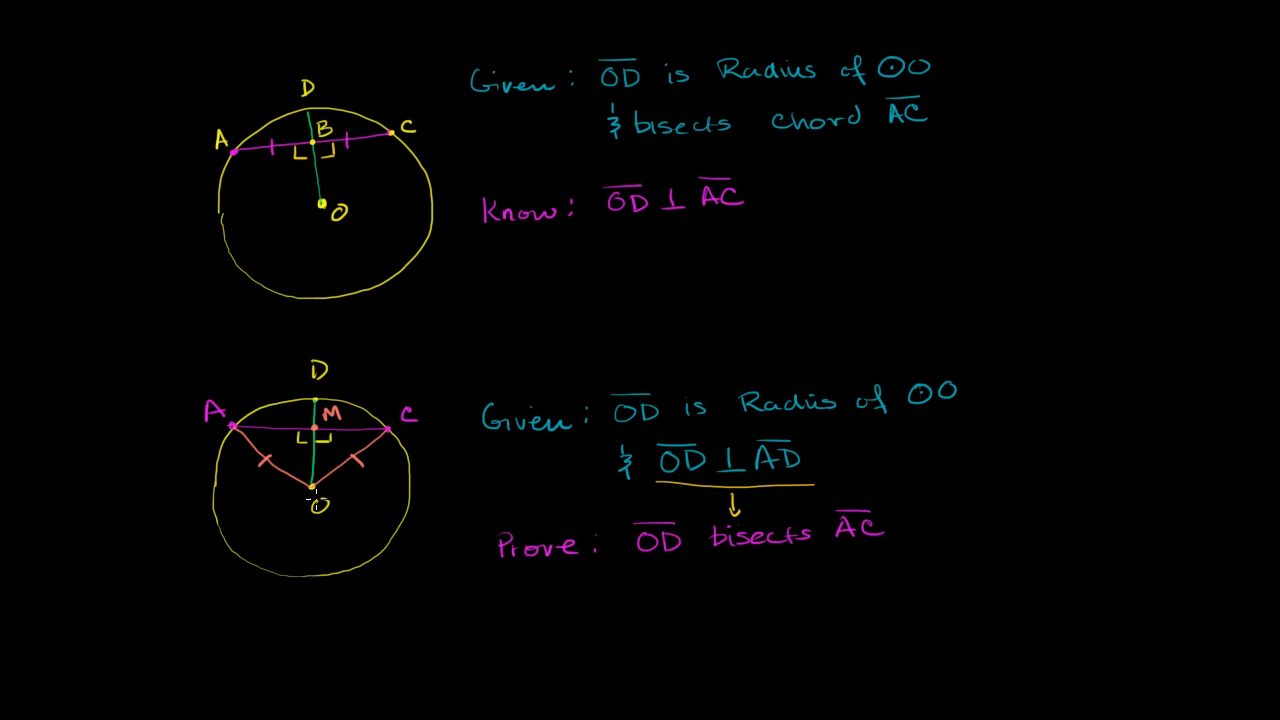 D
B
A
C
O
Given: OD is Radius of ⊙O
& bisects chord AC
Know: OD ⊥ AC
D
A
M
C
O
Given: OD is Radius of ⊙O
& OD ⊥ AD
Prove: OD bisects AC